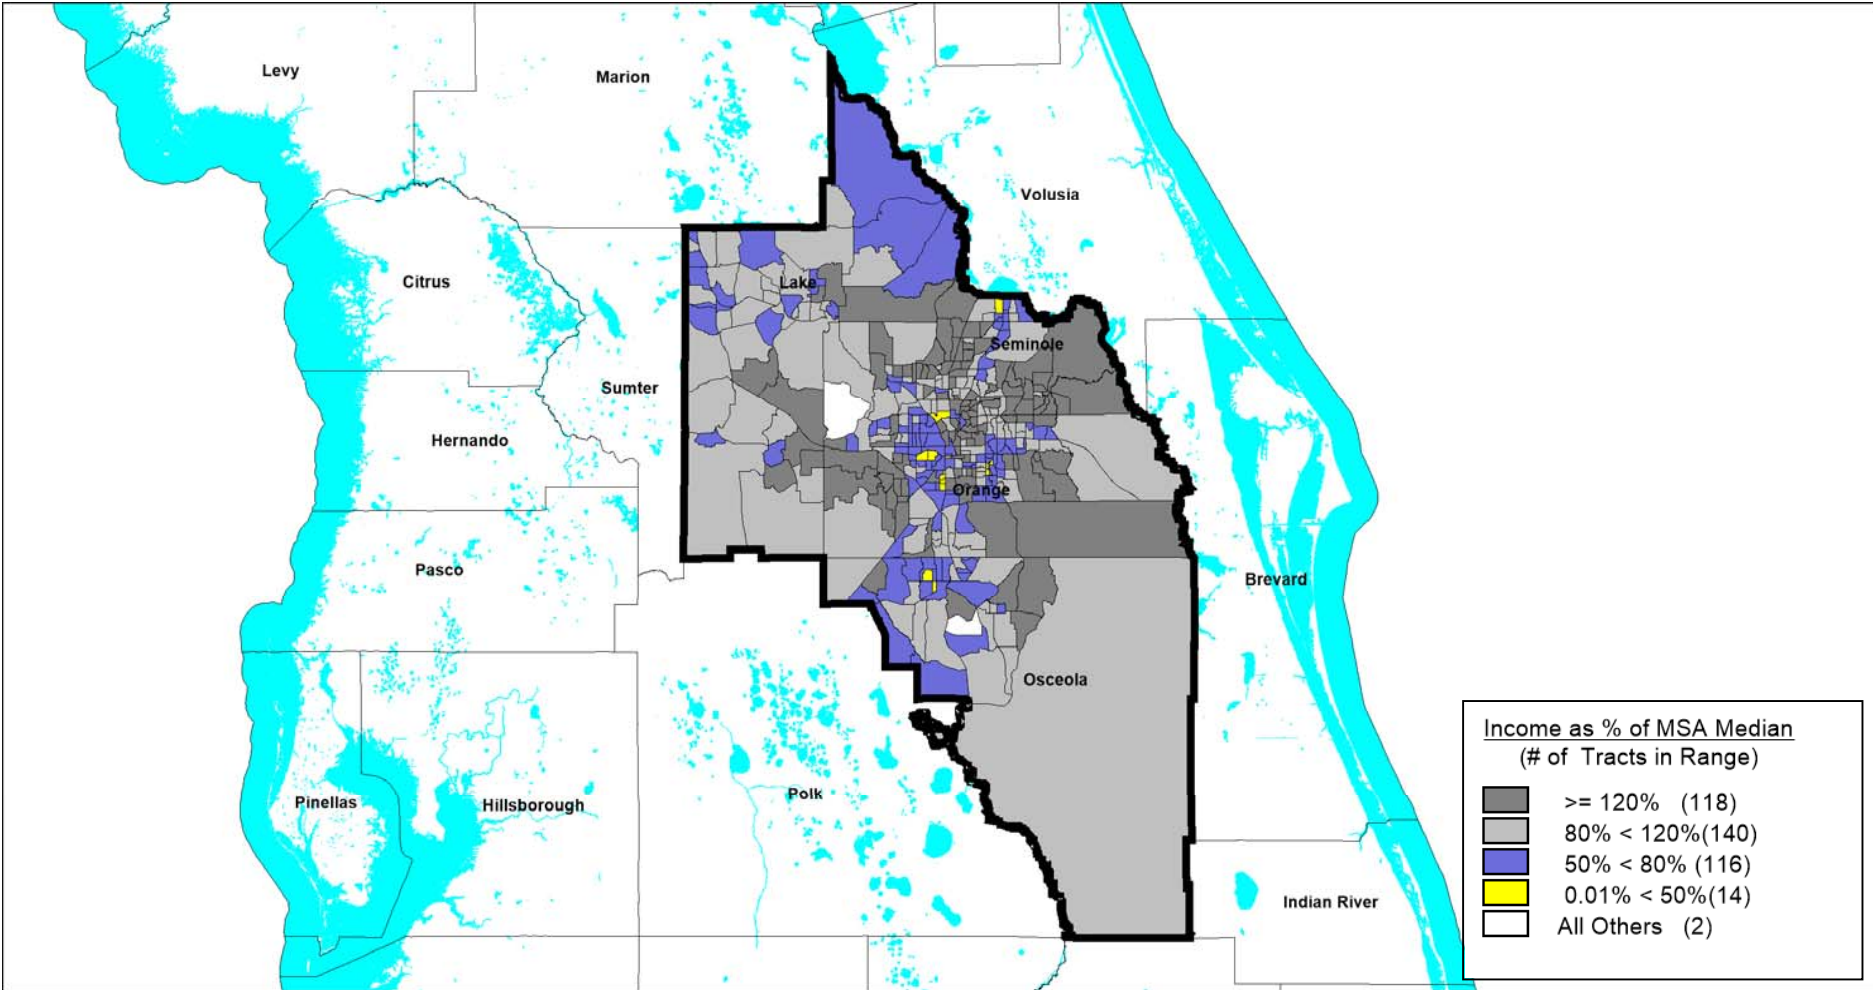 Levy
Marion
Volusia
Citrus
Lake
Seminole
Sumter
Hernando
Orange
Pasco
Brevard
Osceola
Pinellas
Hillsborough
Polk
Indian River
Income as % of MSA Median
(# of Tracts in Range)
>= 120% (118)
80% < 120%(140)
50% < 80% (116)
0.01% < 50%(14)
All Others (2)